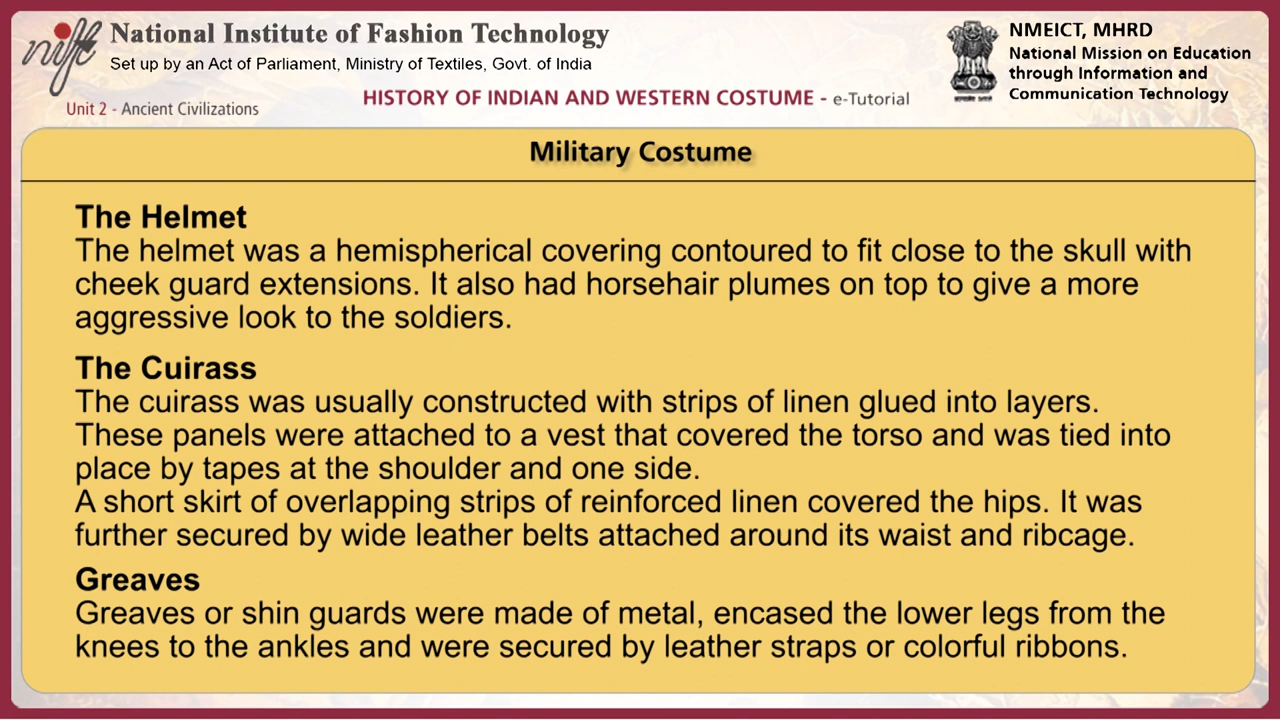 nift
National Institute of Fashion Technology
Set up by an Act of Parliament, Ministry of Textiles, Govt. of India
Unit 2 - Ancient Civilizations
HISTORY OF INDIAN AND WESTERN COSTUME - e-Tutorial
NMEICT, MHRD
National Mission on Education
through Information and
Communication Technology
Military Costume
The Helmet
The helmet was a hemispherical covering contoured to fit close to the skull with
cheek guard extensions. It also had horsehair plumes on top to give a more
aggressive look to the soldiers.
The Cuirass
The cuirass was usually constructed with strips of linen glued into layers.
These panels were attached to a vest that covered the torso and was tied into
place by tapes at the shoulder and one side.
A short skirt of overlapping strips of reinforced linen covered the hips. It was
further secured by wide leather belts attached around its waist and ribcage.
Greaves
Greaves or shin guards were made of metal, encased the lower legs from the
knees to the ankles and were secured by leather straps or colorful ribbons.